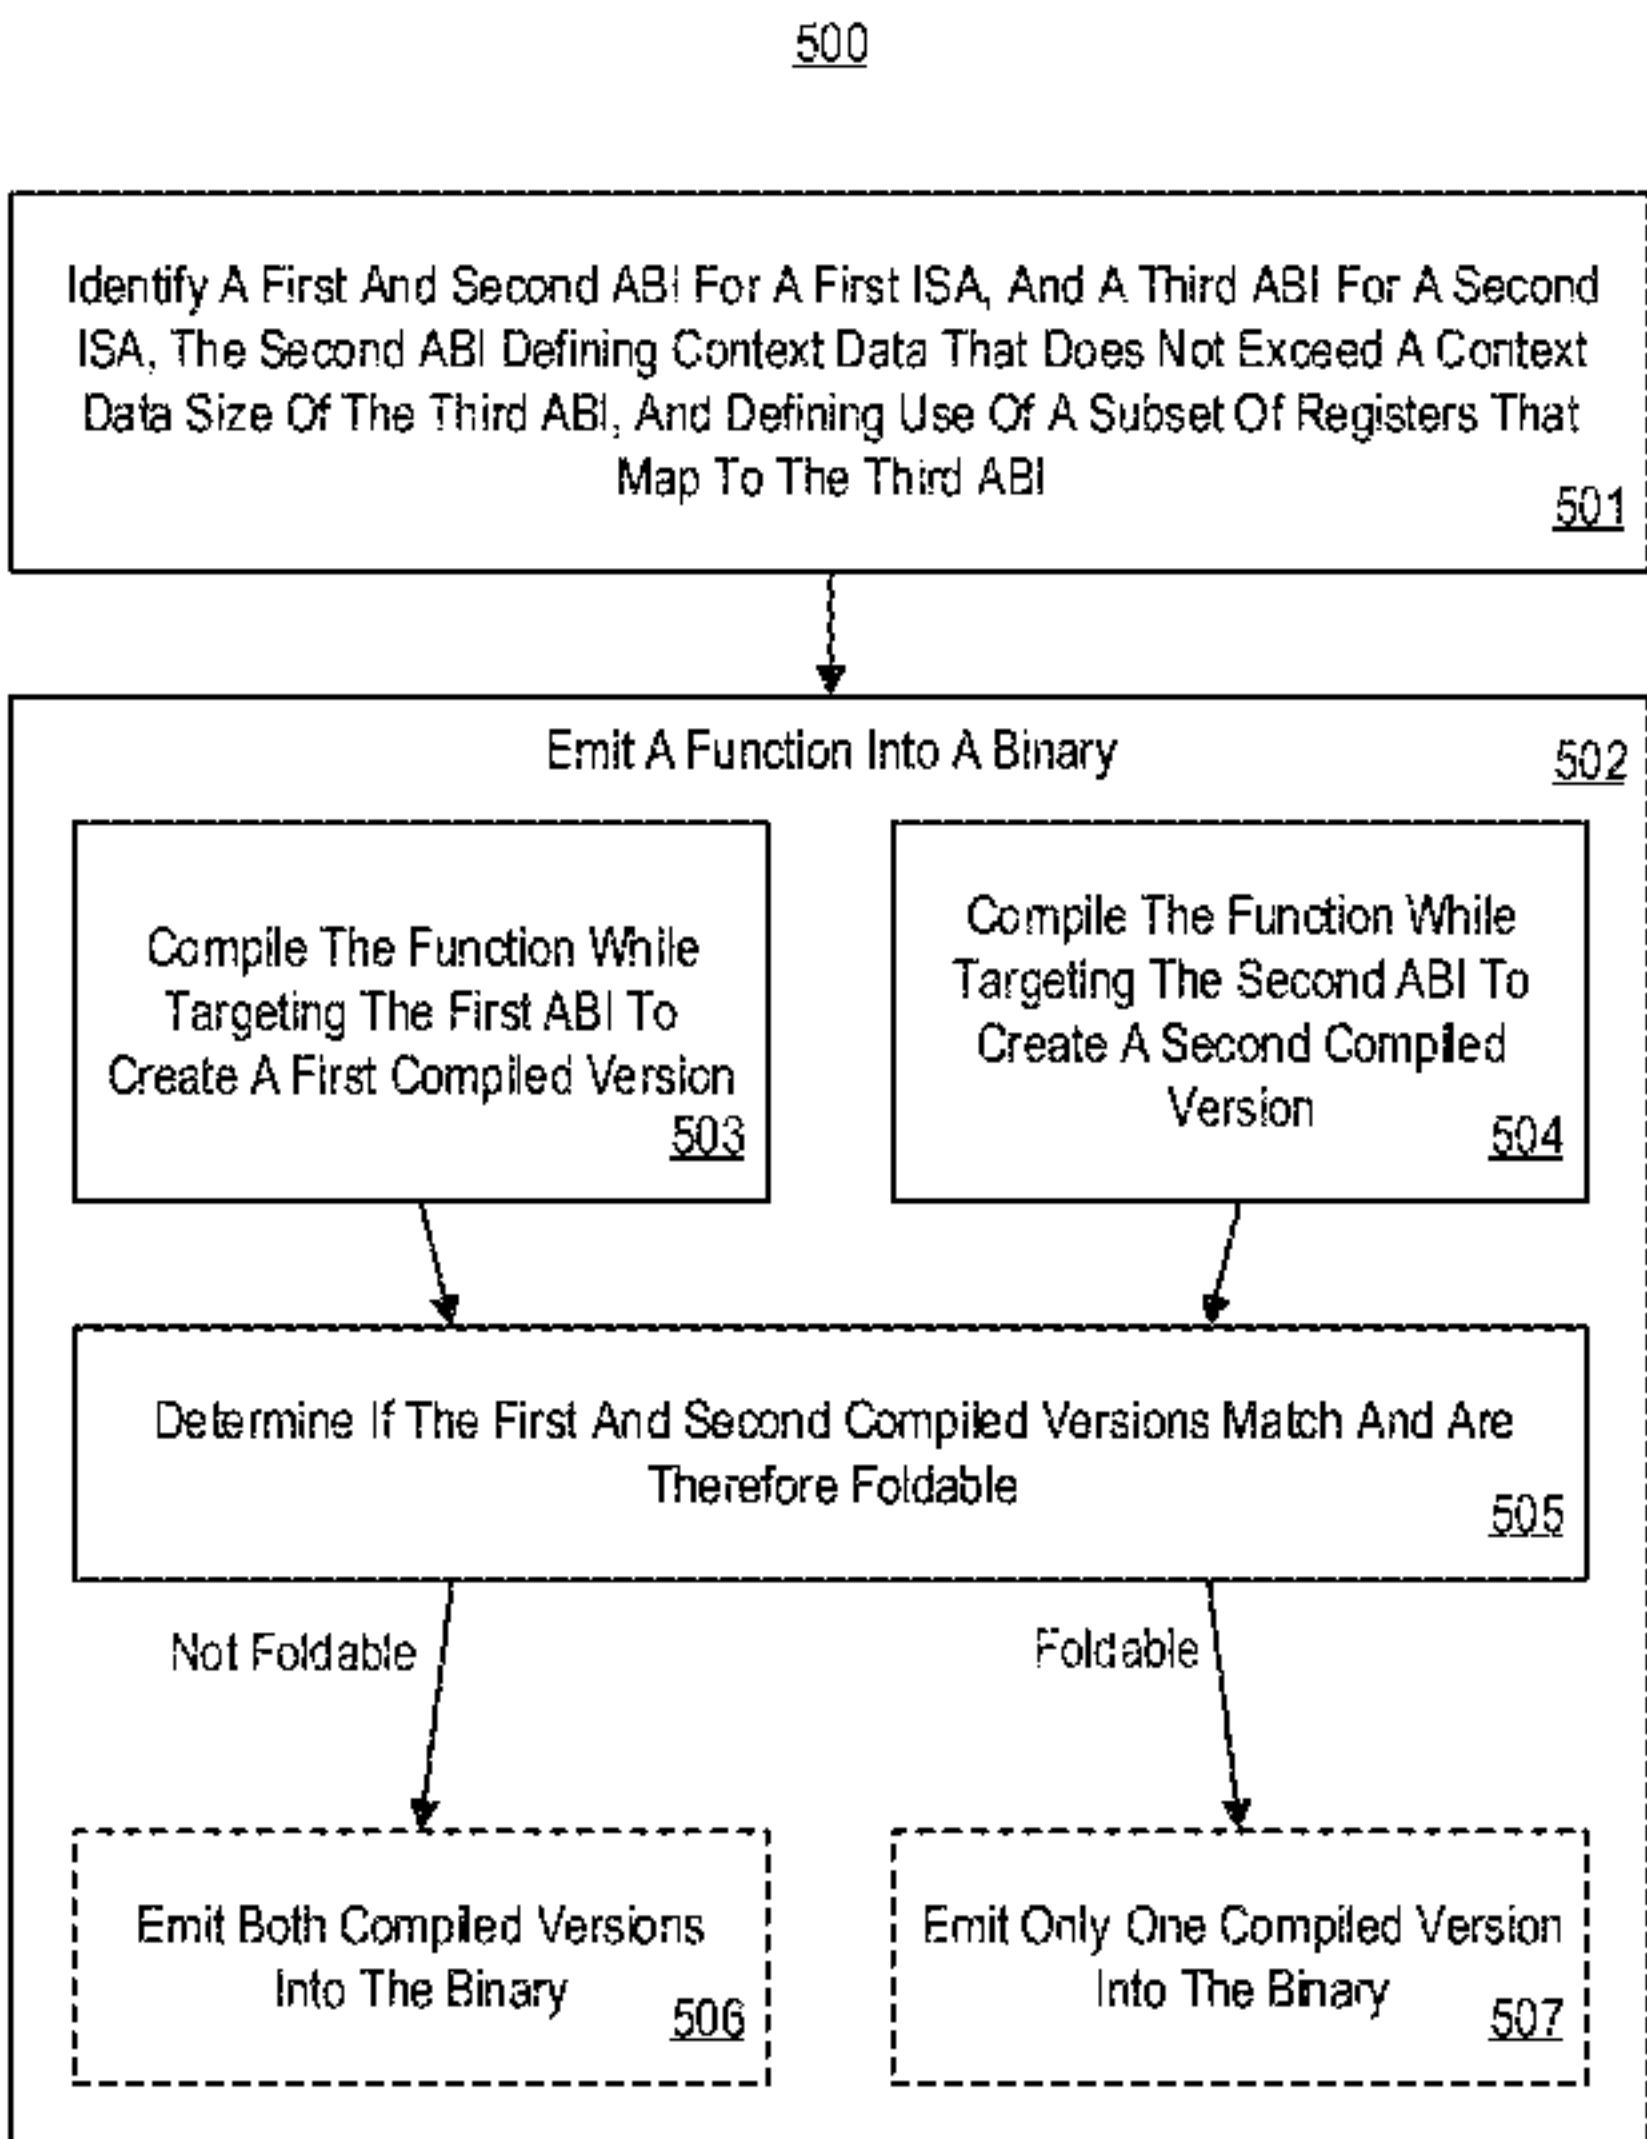 500
Identify A First And Second ABI For A First ISA, And A Third ABI For A Second
ISA, The Second ABI Defining Context Data That Does Not Exceed A Context
Data Size Of The Third ABI, And Defining Use Of A Subset Of Registers That
Map To The Third ABI
501
Emit A Function Into A Binary
502
Compile The Function While
Targeting The First ABI To
Create A First Compiled Version
503
Compile The Function While
Targeting The Second ABI To
Create A Second Compiled
Version
504
Determine If The First And Second Compiled Versions Match And Are
Therefore Foldable
505
Not Foldable
Foldable
Emit Both Compiled Versions
Into The Binary
506
Emit Only One Compiled Version
Into The Binary
507